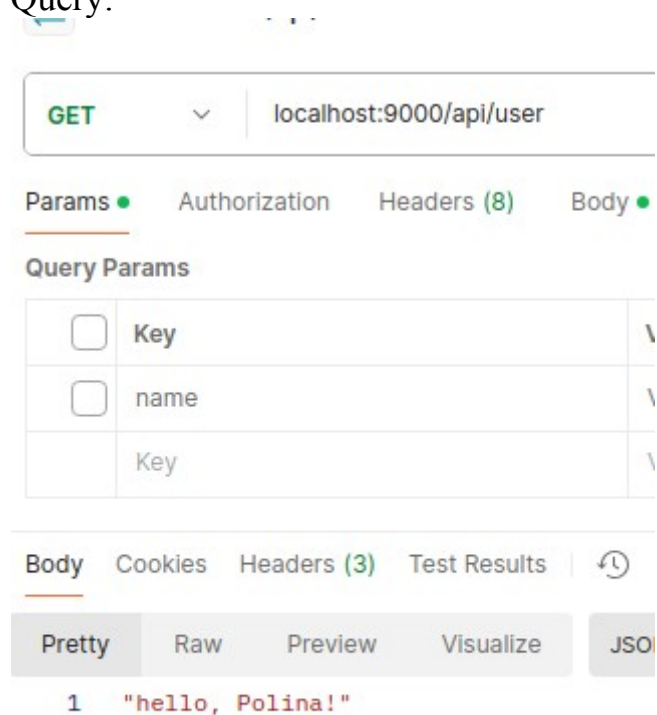 Query:
GET localhost:9000/api/user
Params Authorization Headers (8) Body
Query Params
Key
name
Key
Body Cookies Headers (3) Test Results
Pretty Raw Preview Visualize
1 "hello, Polina!"